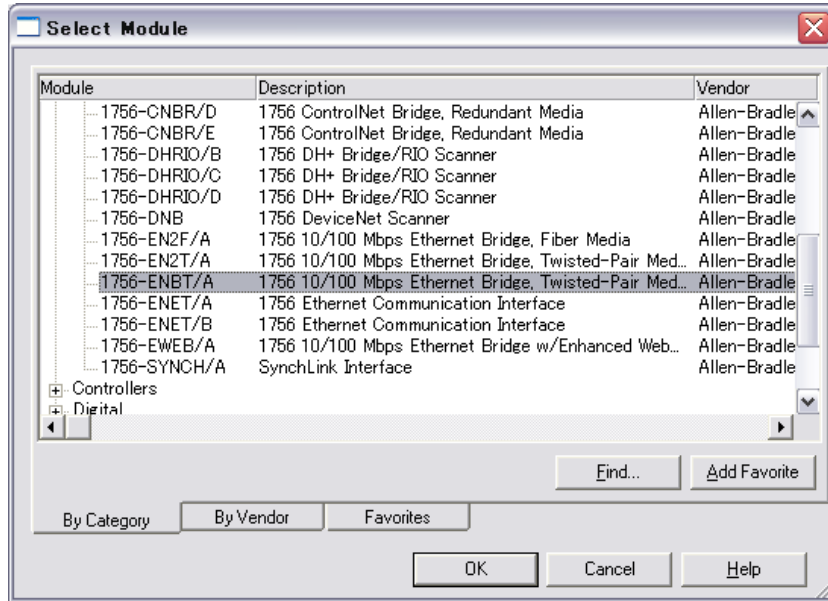 Select Module
Module Description Vendor
1756-CNBR/D 1756 ControlNet Bridge, Redundant Media Allen-Bradle
1756-CNBR/E 1756 ControlNet Bridge, Redundant Media Allen-Bradle
1756-DHRIO/B 1756 DH+ Bridge/RIO Scanner Allen-Bradle
1756-DHRIO/C 1756 DH+ Bridge/RIO Scanner Allen-Bradle
1756-DHRIO/D 1756 DH+ Bridge/RIO Scanner Allen-Bradle
1756-DNB 1756 DeviceNet Scanner Allen-Bradle
1756-EN2F/A 1756 10/100 Mbps Ethernet Bridge, Fiber Media Allen-Bradle
1756-EN2T/A 1756 10/100 Mbps Ethernet Bridge, Twisted-Pair Med... Allen-Bradle
1756-ENBT/A 1756 10/100 Mbps Ethernet Bridge, Twisted-Pair Med... Allen-Bradle
1756-ENET/A 1756 Ethernet Communication Interface Allen-Bradle
1756-ENET/B 1756 Ethernet Communication Interface Allen-Bradle
1756-EWEB/A 1756 10/100 Mbps Ethernet Bridge w/Enhanced Web... Allen-Bradle
1756-SYNCH/A SynchLink Interface Allen-Bradle
Controllers
Digital
Find... Add Favorite
By Category By Vendor Favorites
OK Cancel Help